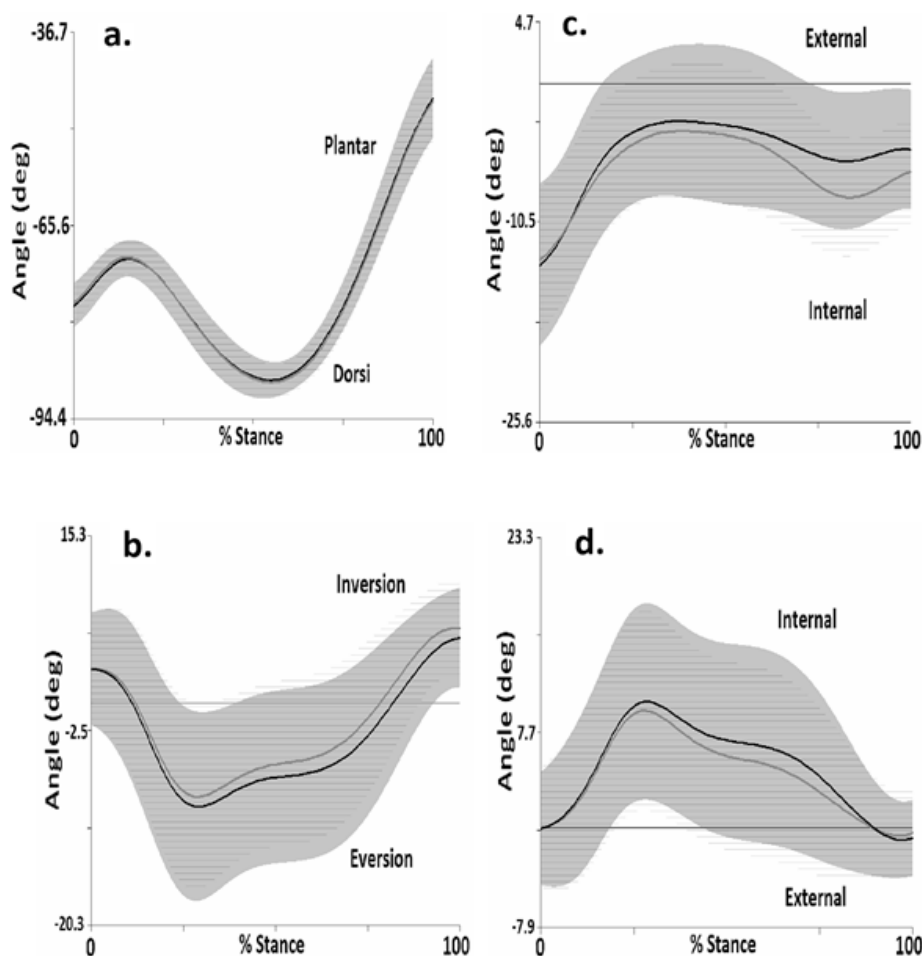 a.
-36.7
Angle (deg)
-65.6
-94.4
Plantar
Dorsi
0
% Stance
100
c.
4.7
Angle (deg)
-10.5
-25.6
External
Internal
0
% Stance
100
b.
15.3
Angle (deg)
-2.5
-20.3
Inversion
Eversion
0
% Stance
100
d.
23.3
Angle (deg)
7.7
-7.9
Internal
External
0
% Stance
100